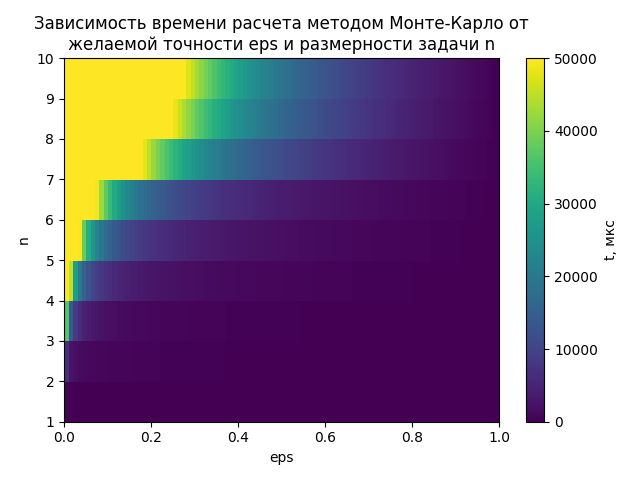 Зависимость времени расчета методом Монте-Карло от
желаемой точности eps и размерности задачи n
10
9
8
7
6
5
4
3
2
1
n
0.0 0.2 0.4 0.6 0.8 1.0
eps
50000
40000
30000
20000
10000
0
t, мкс